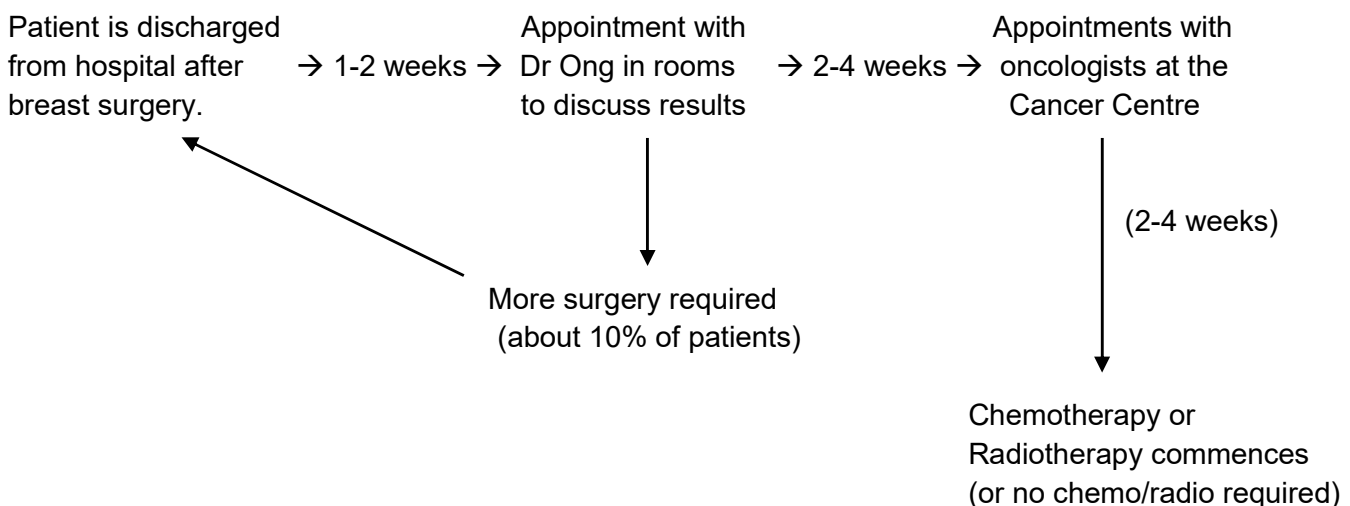 Patient is discharged
from hospital after
breast surgery.
→ 1-2 weeks →
Appointment with
Dr Ong in rooms
to discuss results
→ 2-4 weeks →
Appointments with
oncologists at the
Cancer Centre
(2-4 weeks)
More surgery required
(about 10% of patients)
Chemotherapy or
Radiotherapy commences
(or no chemo/radio required)